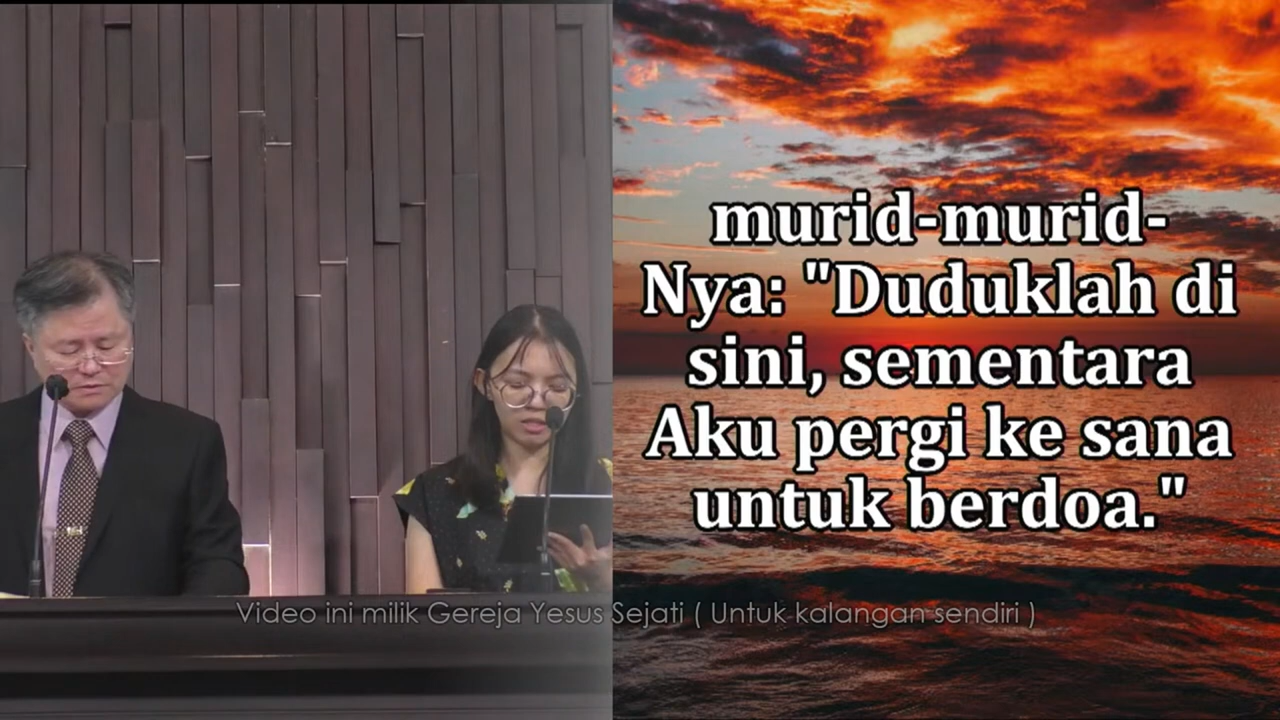 murid-murid-
Nya: "Duduklah di
sini, sementara
Aku pergi ke sana
untuk berdoa."
Video ini milik Gereja Yesus Sejati ( Untuk kalangan sendiri )